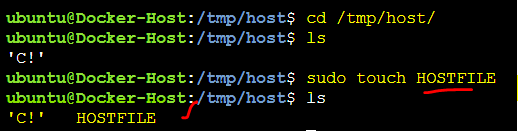 ubuntu@Docker-Host:/tmp/host$ cd /tmp/host/
ubuntu@Docker-Host:/tmp/host$ ls
'C!'
ubuntu@Docker-Host:/tmp/host$ sudo touch HOSTFILE
ubuntu@Docker-Host:/tmp/host$ ls
'C!'   HOSTFILE